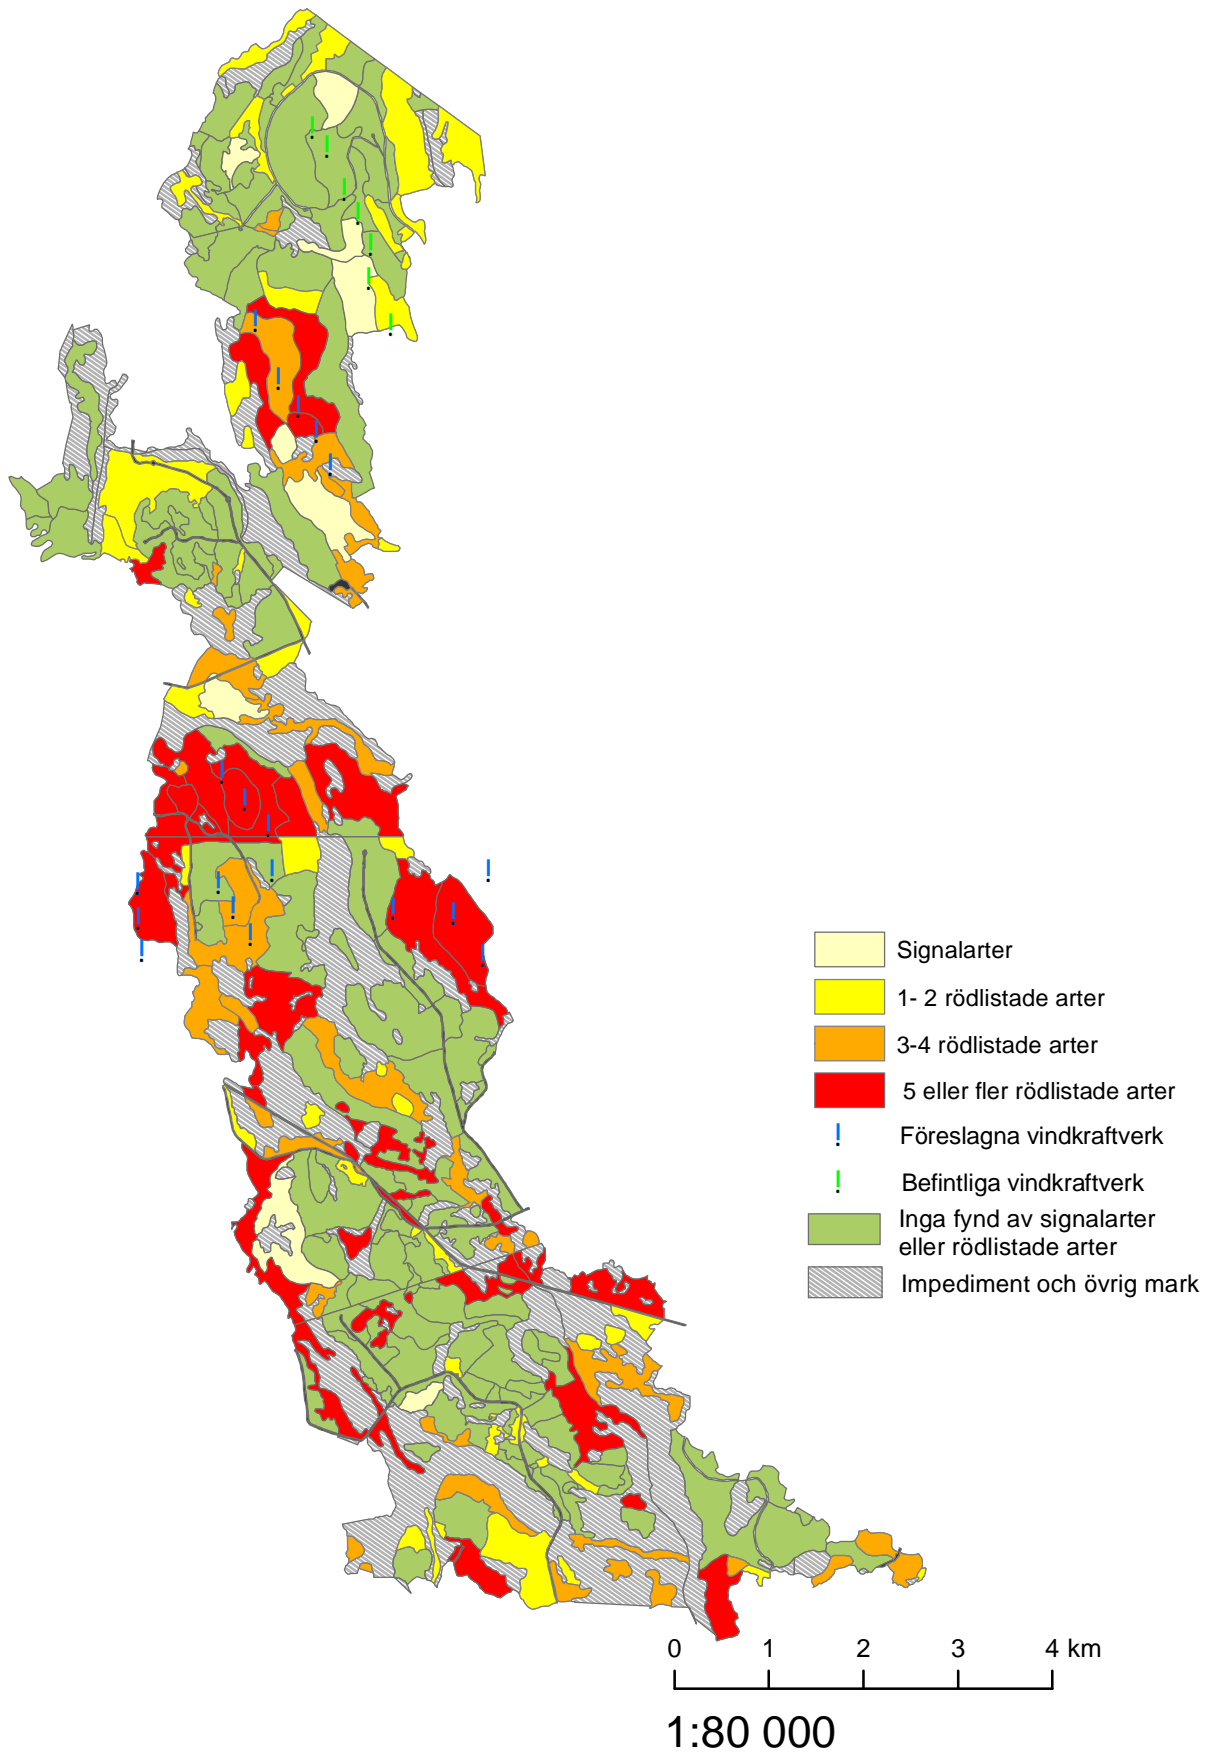 Signalarter
1- 2 rödlistade arter
3-4 rödlistade arter
5 eller fler rödlistade arter
Föreslagna vindkraftverk
Befintliga vindkraftverk
Inga fynd av signalarter
eller rödlistade arter
Impediment och övrig mark
0 1 2 3 4 km
1:80 000